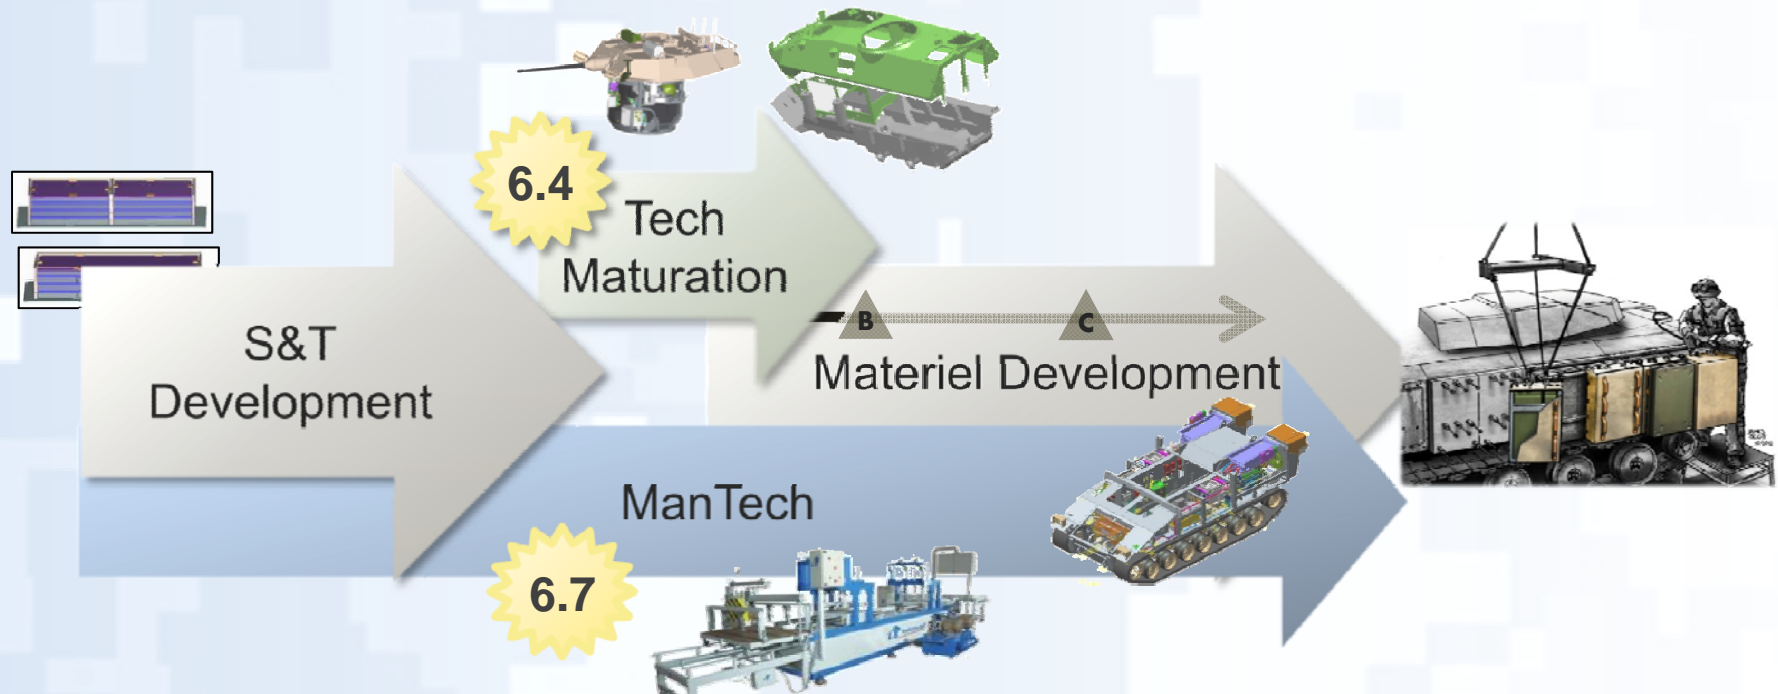 6.4
Tech
Maturation
S&T
Development
B
C
Materiel Development
ManTech
6.7